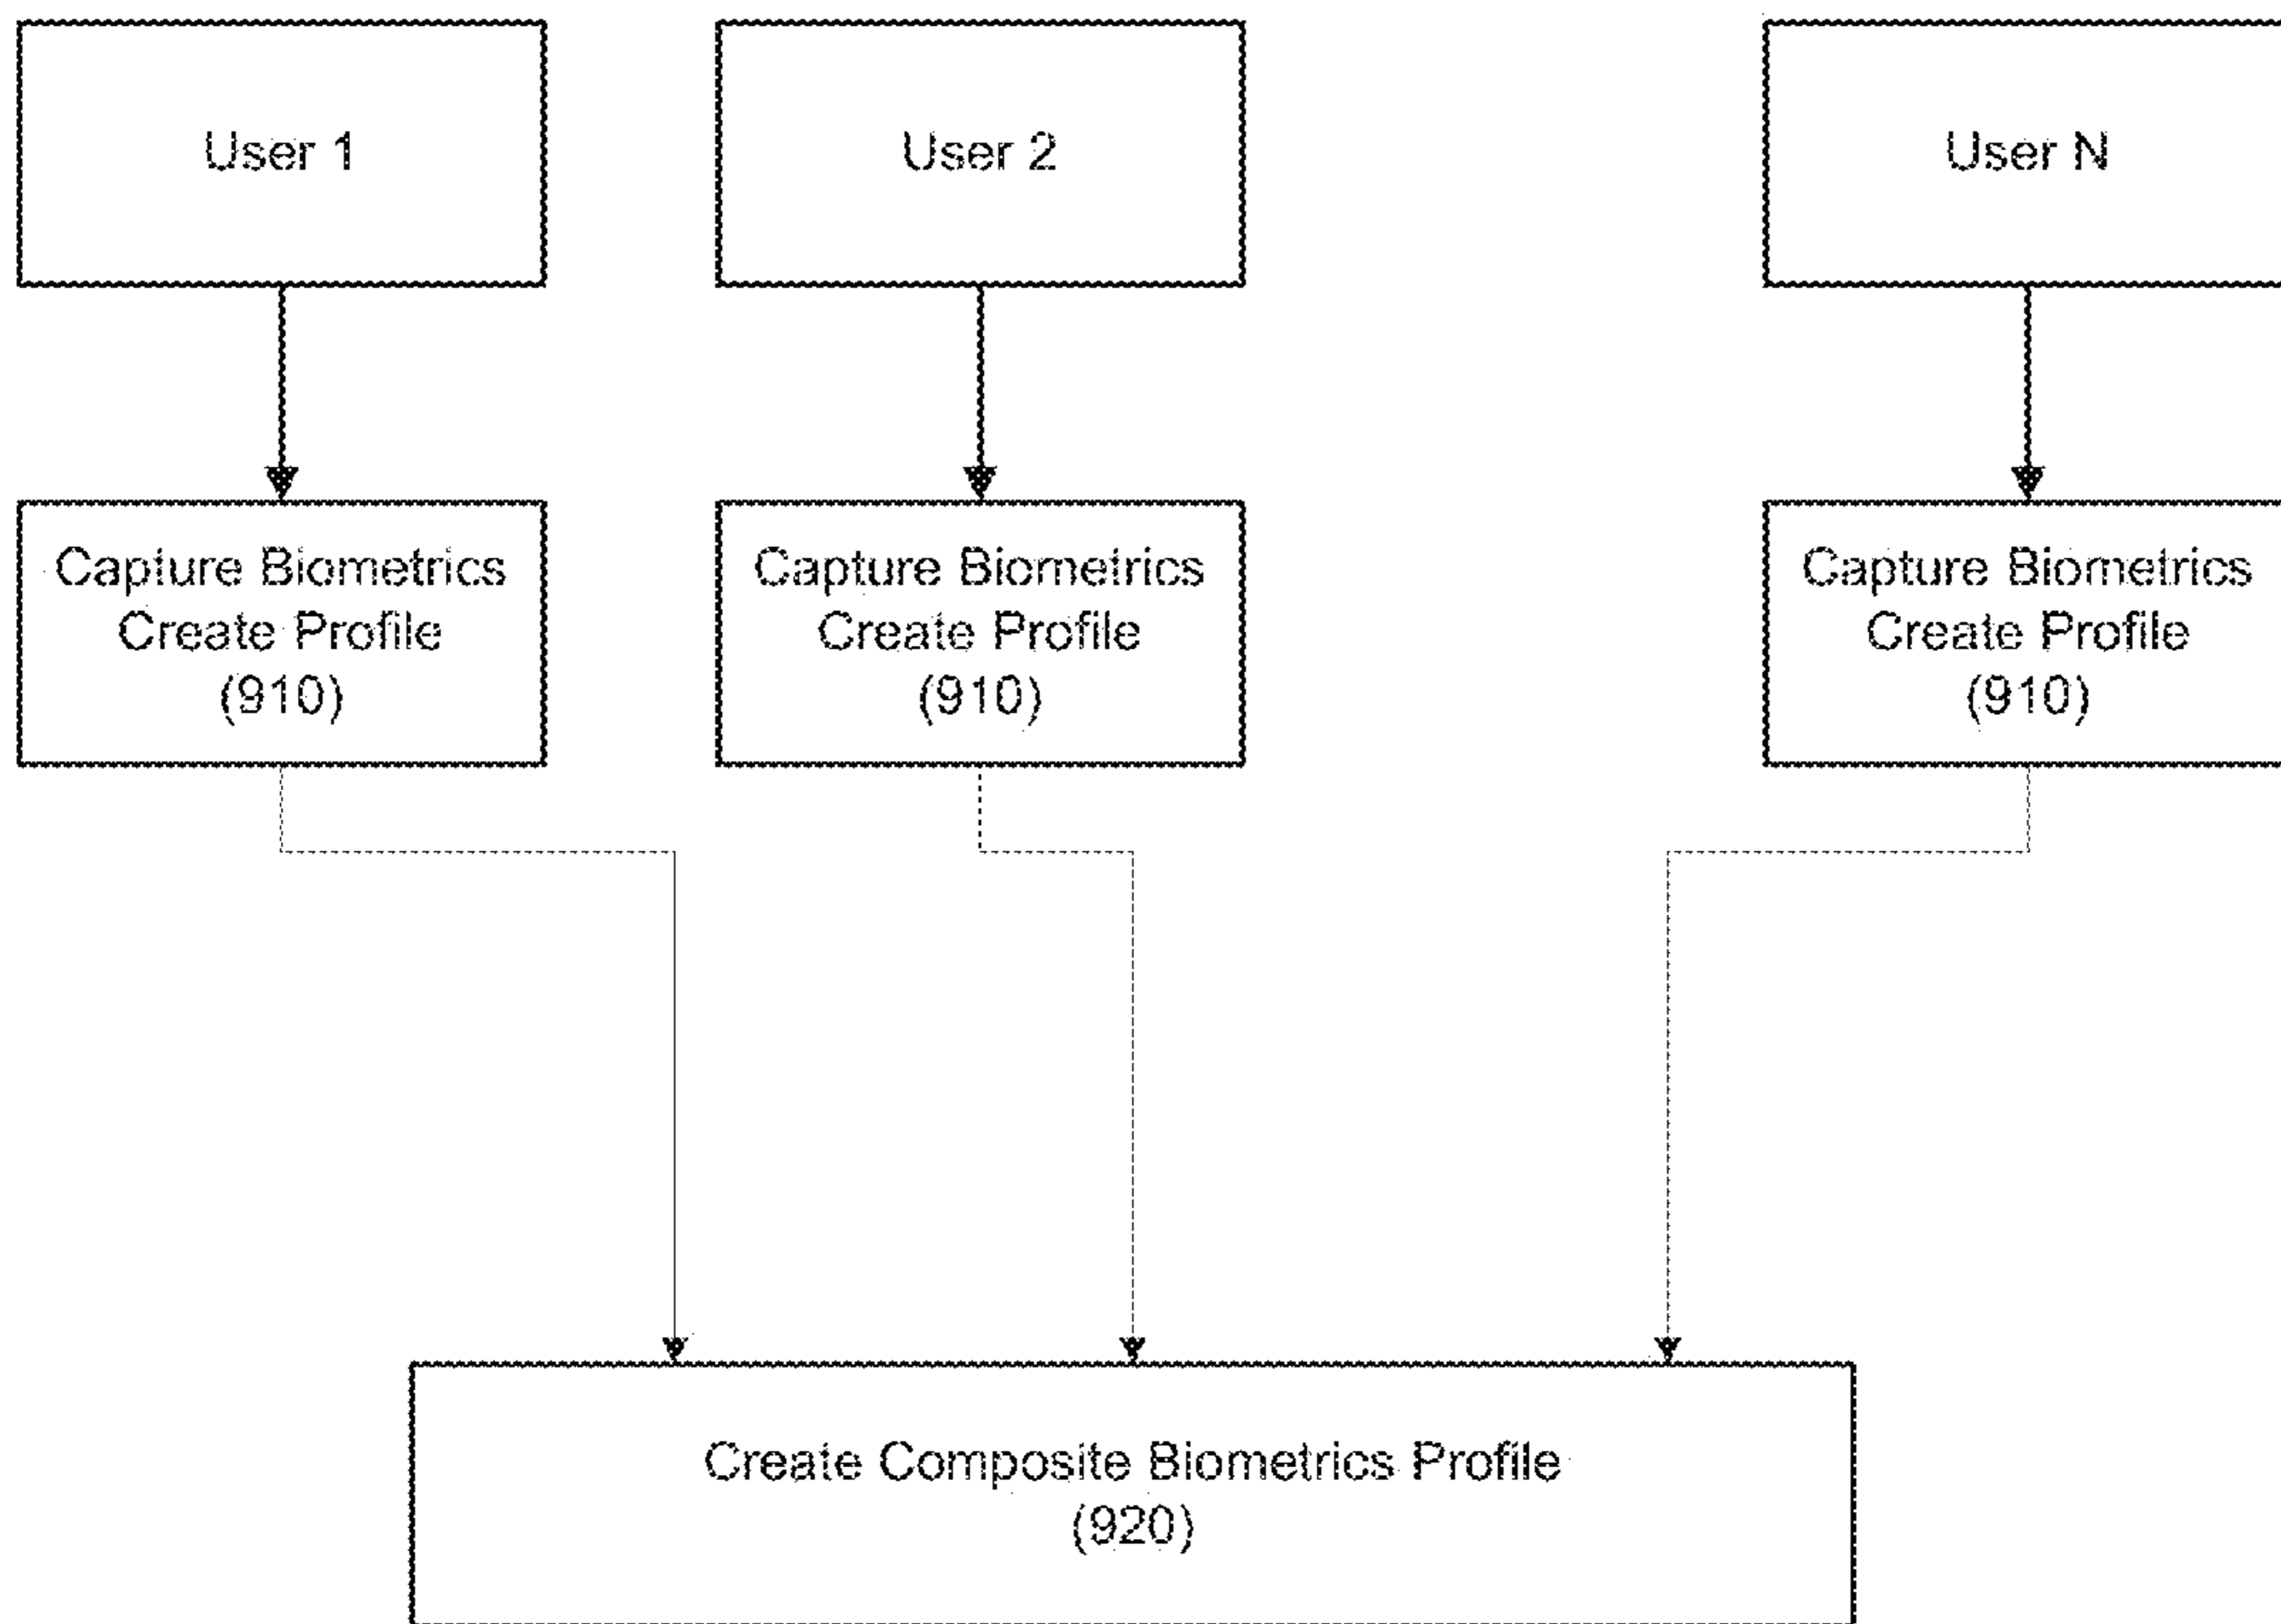 User 1
User 2
User N
Capture Biometrics
Create Profile
(910)
Capture Biometrics
Create Profile
(910)
Capture Biometrics
Create Profile
(910)
Create Composite Biometrics Profile
(920)